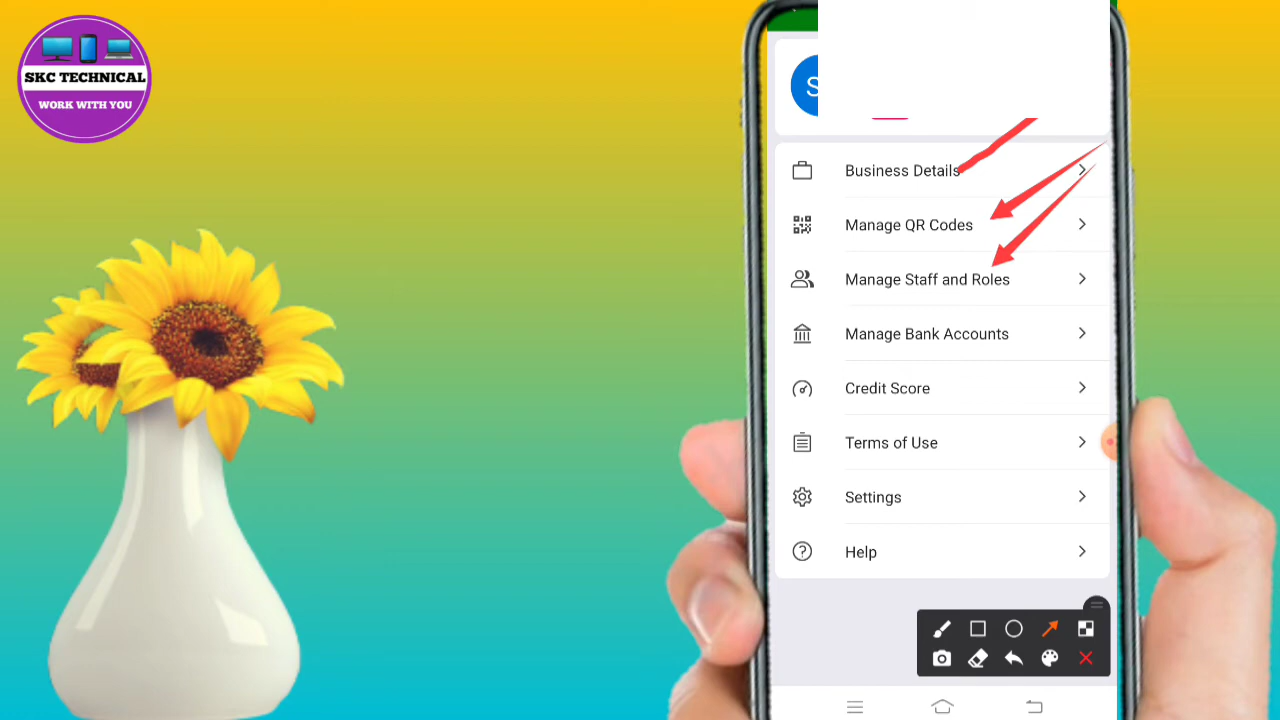 SKC TECHNICAL
WORK WITH YOU
S
Business Details
Manage QR Codes
Manage Staff and Roles
Manage Bank Accounts
Credit Score
Terms of Use
Settings
Help